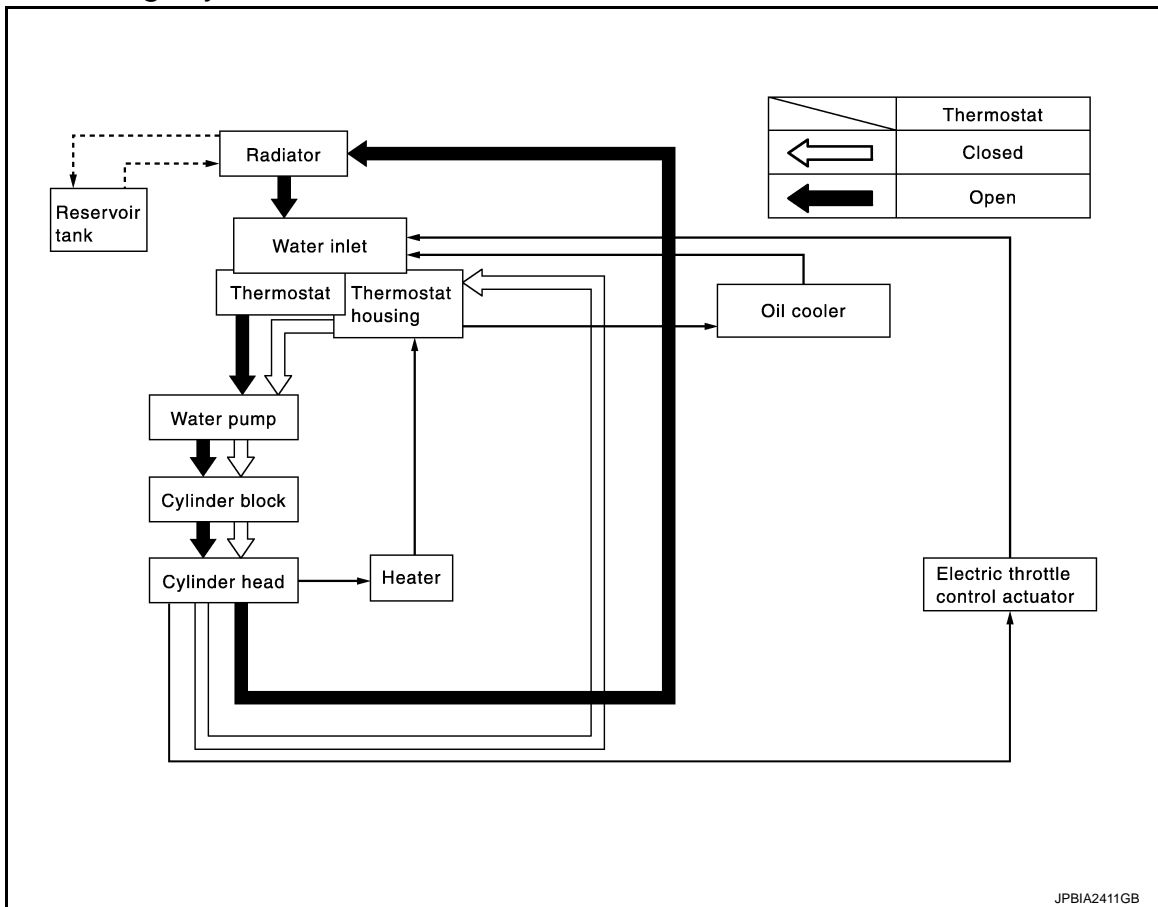 Thermostat
Closed
Open
Radiator
Reservoir
tank
Water inlet
Thermostat
Thermostat
housing
Oil cooler
Water pump
Cylinder block
Cylinder head
Heater
Electric throttle
control actuator
JPBIA2411GB